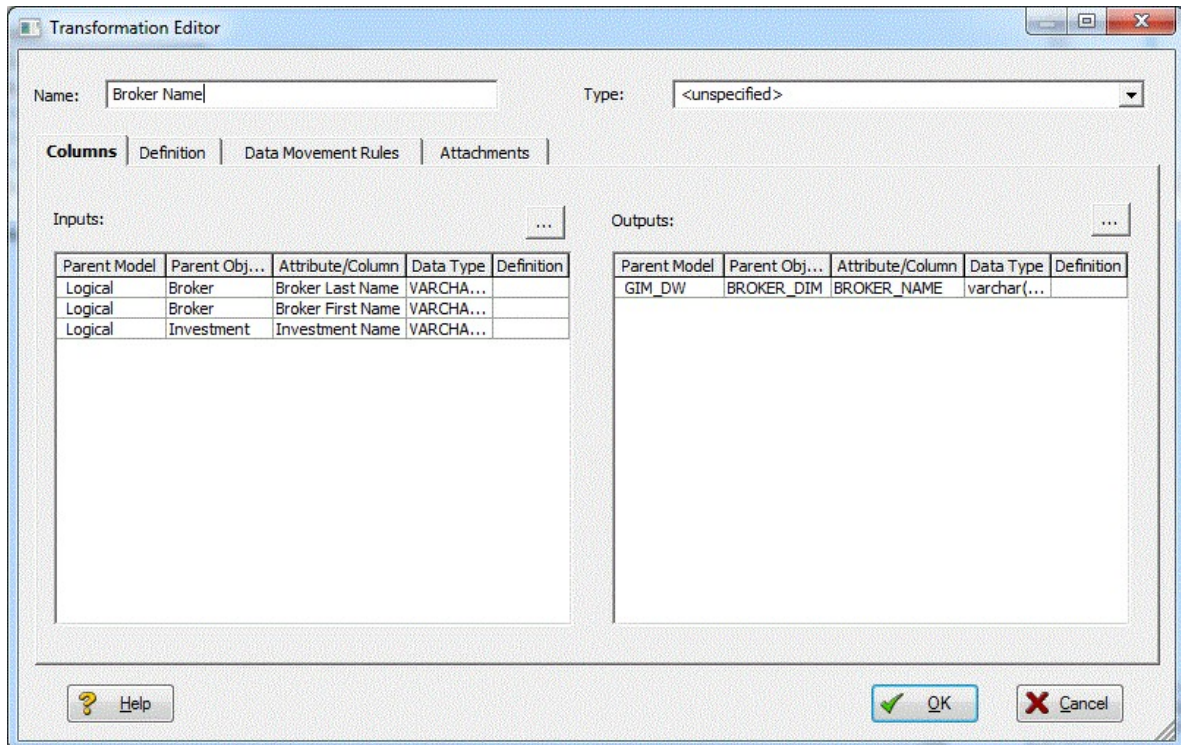 Transformation Editor
Name: Broker Name Type: <unspecified>
Columns Definition Data Movement Rules Attachments
Inputs: ... Outputs: ...
Parent Model Parent Obj... Attribute/Column Data Type Definition Parent Model Parent Obj... Attribute/Column Data Type Definition
Logical Broker Broker Last Name VARCHA... GIM_DW BROKER_DIM BROKER_NAME varchar(...
Logical Broker Broker First Name VARCHA...
Logical Investment Investment Name VARCHA...
Help OK Cancel